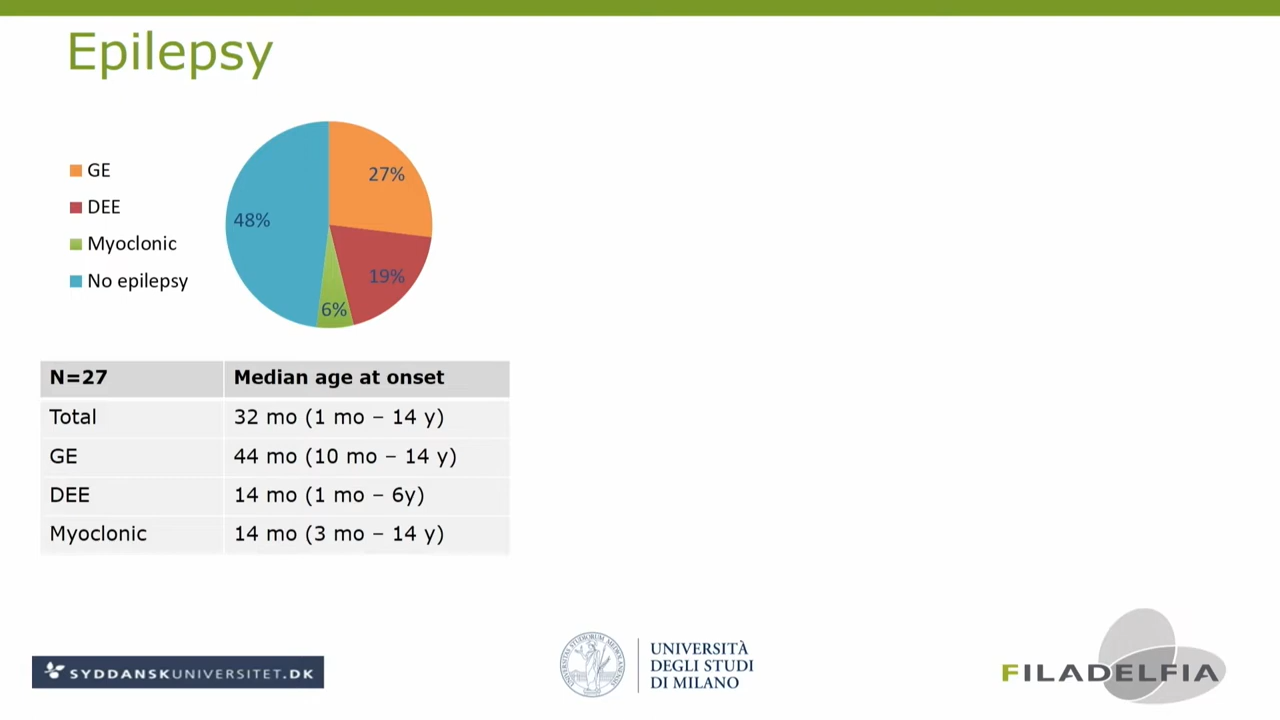 Epilepsy
GE
DEE
Myoclonic
No epilepsy
27%
19%
6%
48%
N=27 Median age at onset
Total 32 mo (1 mo – 14 y)
GE 44 mo (10 mo – 14 y)
DEE 14 mo (1 mo – 6y)
Myoclonic 14 mo (3 mo – 14 y)
SYDDANSKUNIVERSITET.DK
UNIVERSITÀ
DEGLI STUDI
DI MILANO
FILADELFIA